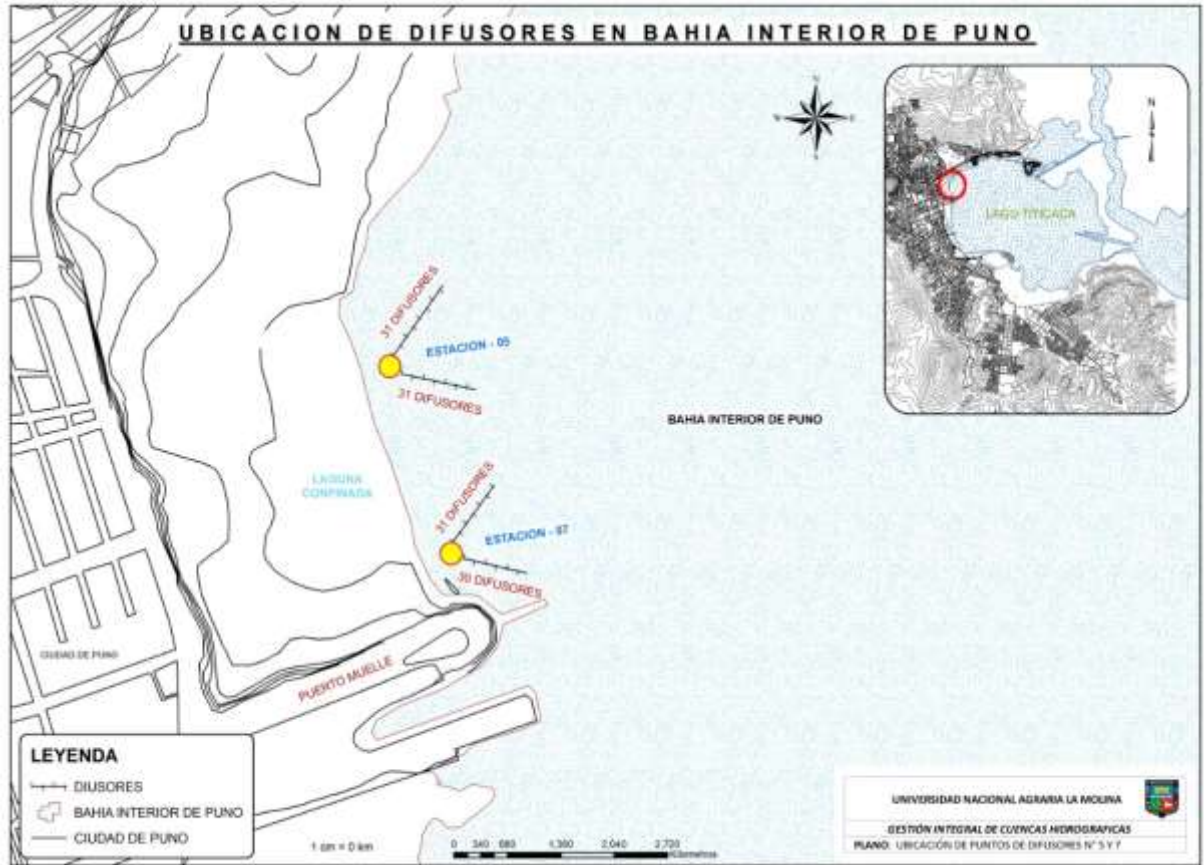 UBICACION DE DIFUSORES EN BAHIA INTERIOR DE PUNO
N
LAGO TITICACA
31 DIFUSORES
ESTACION - 05
31 DIFUSORES
BAHIA INTERIOR DE PUNO
LAGUNA
CONFINADA
31 DIFUSORES
ESTACION - 07
30 DIFUSORES
CIUDAD DE PUNO
PUERTO MUELLE
LEYENDA
DIUSORES
BAHIA INTERIOR DE PUNO
CIUDAD DE PUNO
1 cm = 0 km
0 340 680 1,360 2,040 2,720
UNIVERSIDAD NACIONAL AGRARIA LA MOLINA
GESTIÓN INTEGRAL DE CUENCAS HIDROGRAFICAS
PLANO: UBICACIÓN DE PUNTOS DE DIFUSORES N° 5 Y 7